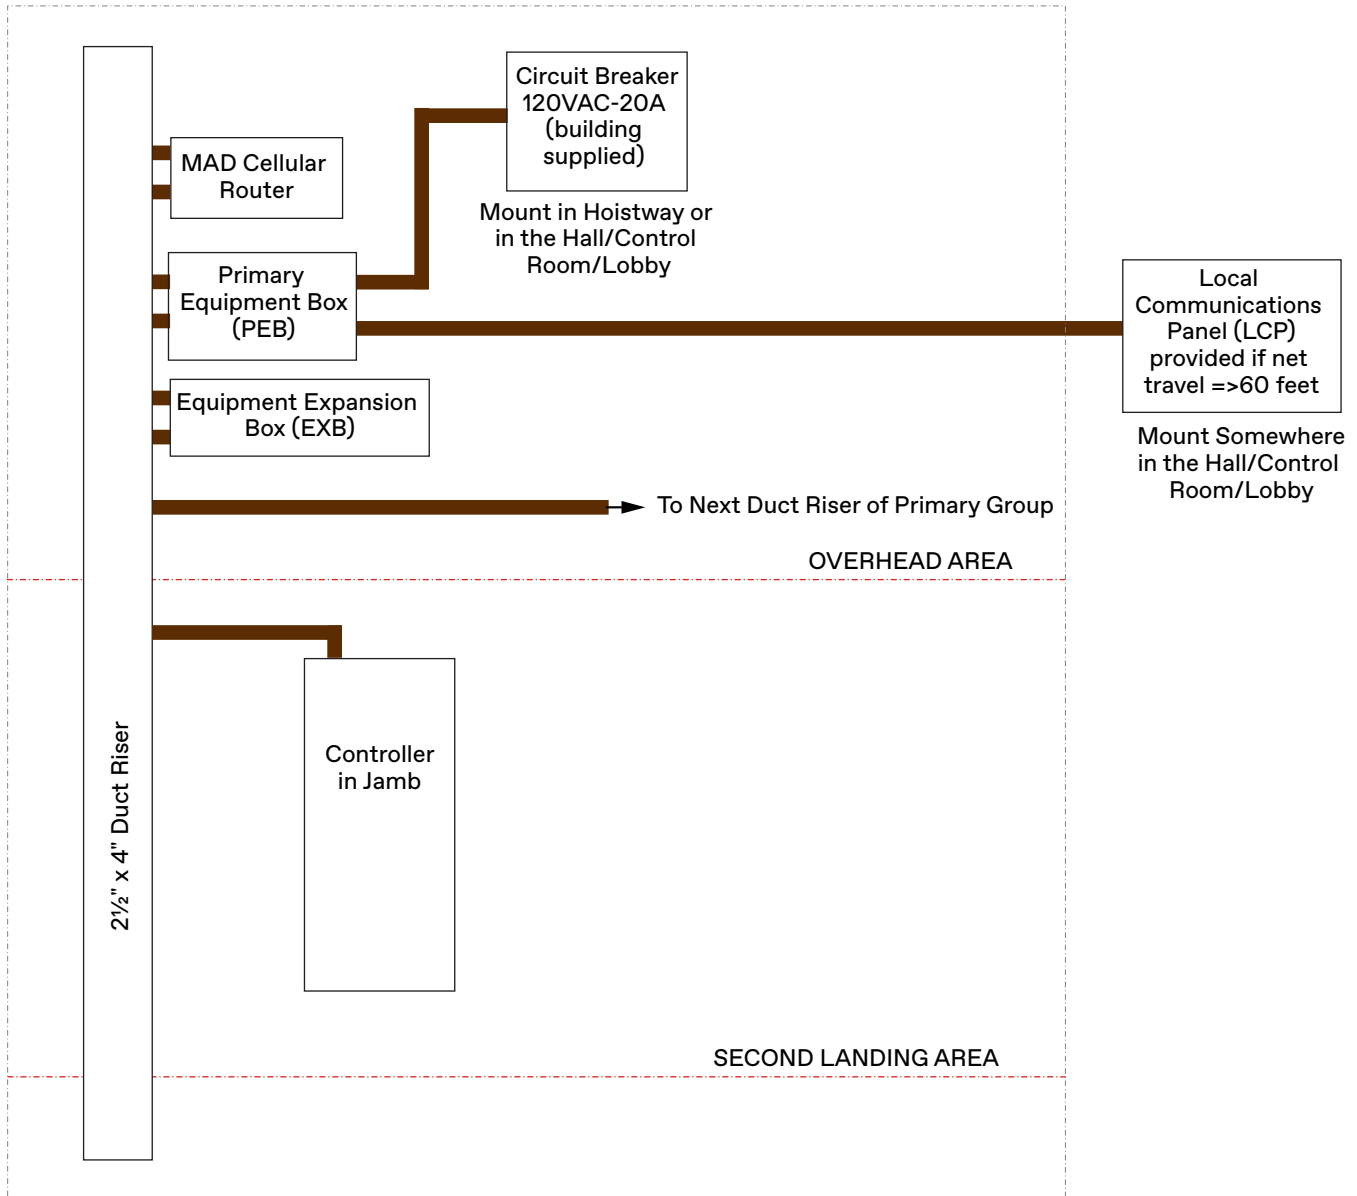 Circuit Breaker
120VAC-20A
(building
supplied)
Mount in Hoistway or
in the Hall/Control
Room/Lobby
MAD Cellular
Router
Primary
Equipment Box
(PEB)
Local
Communications
Panel (LCP)
provided if net
travel =>60 feet
Mount Somewhere
in the Hall/Control
Room/Lobby
Equipment Expansion
Box (EXB)
To Next Duct Riser of Primary Group
OVERHEAD AREA
2½" x 4" Duct Riser
Controller
in Jamb
SECOND LANDING AREA